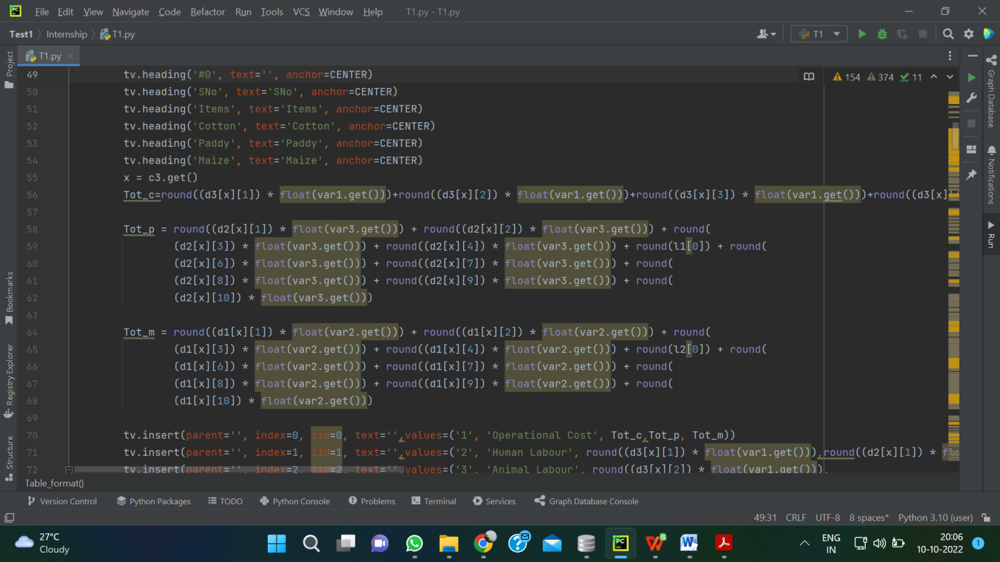 PC File Edit View Navigate Code Refactor Run Tools VCS Window Help T1.py - T1.py
Test1 Internship T1.py T1
T1.py
Project
Bookmarks
Registry Explorer
Structure
154 374 11
49 tv.heading('#0', text='', anchor=CENTER)
50 tv.heading('SNo', text='SNo', anchor=CENTER)
51 tv.heading('Items', text='Items', anchor=CENTER)
52 tv.heading('Cotton', text='Cotton', anchor=CENTER)
53 tv.heading('Paddy', text='Paddy', anchor=CENTER)
54 tv.heading('Maize', text='Maize', anchor=CENTER)
55 x = c3.get()
56 Tot_c=round((d3[x][1]) * float(var1.get()))+round((d3[x][2]) * float(var1.get()))+round((d3[x][3]) * float(var1.get()))+round((d3[x]
57
58 Tot_p = round((d2[x][1]) * float(var3.get())) + round((d2[x][2]) * float(var3.get())) + round(
59 (d2[x][3]) * float(var3.get())) + round((d2[x][4]) * float(var3.get())) + round(l1[0]) + round(
60 (d2[x][6]) * float(var3.get())) + round((d2[x][7]) * float(var3.get())) + round(
61 (d2[x][8]) * float(var3.get())) + round((d2[x][9]) * float(var3.get())) + round(
62 (d2[x][10]) * float(var3.get()))
63
64 Tot_m = round((d1[x][1]) * float(var2.get())) + round((d1[x][2]) * float(var2.get())) + round(
65 (d1[x][3]) * float(var2.get())) + round((d1[x][4]) * float(var2.get())) + round(l2[0]) + round(
66 (d1[x][6]) * float(var2.get())) + round((d1[x][7]) * float(var2.get())) + round(
67 (d1[x][8]) * float(var2.get())) + round((d1[x][9]) * float(var2.get())) + round(
68 (d1[x][10]) * float(var2.get()))
69
70 tv.insert(parent='', index=0, iid=0, text='',values=('1', 'Operational Cost', Tot_c,Tot_p, Tot_m))
71 tv.insert(parent='', index=1, iid=1, text='',values=('2', 'Human Labour', round((d3[x][1]) * float(var1.get())),round((d2[x][1]) * flo
72 tv.insert(parent='', index=2, iid=2, text='',values=('3', 'Animal Labour', round((d3[x][2]) * float(var1.get())),
Graph Database
Notifications
Run
Table_format()
Version Control Python Packages TODO Python Console Problems Terminal Services Graph Database Console
49:31 CRLF UTF-8 8 spaces* Python 3.10 (user)
27°C
Cloudy
ENG
IN
20:06
10-10-2022
1